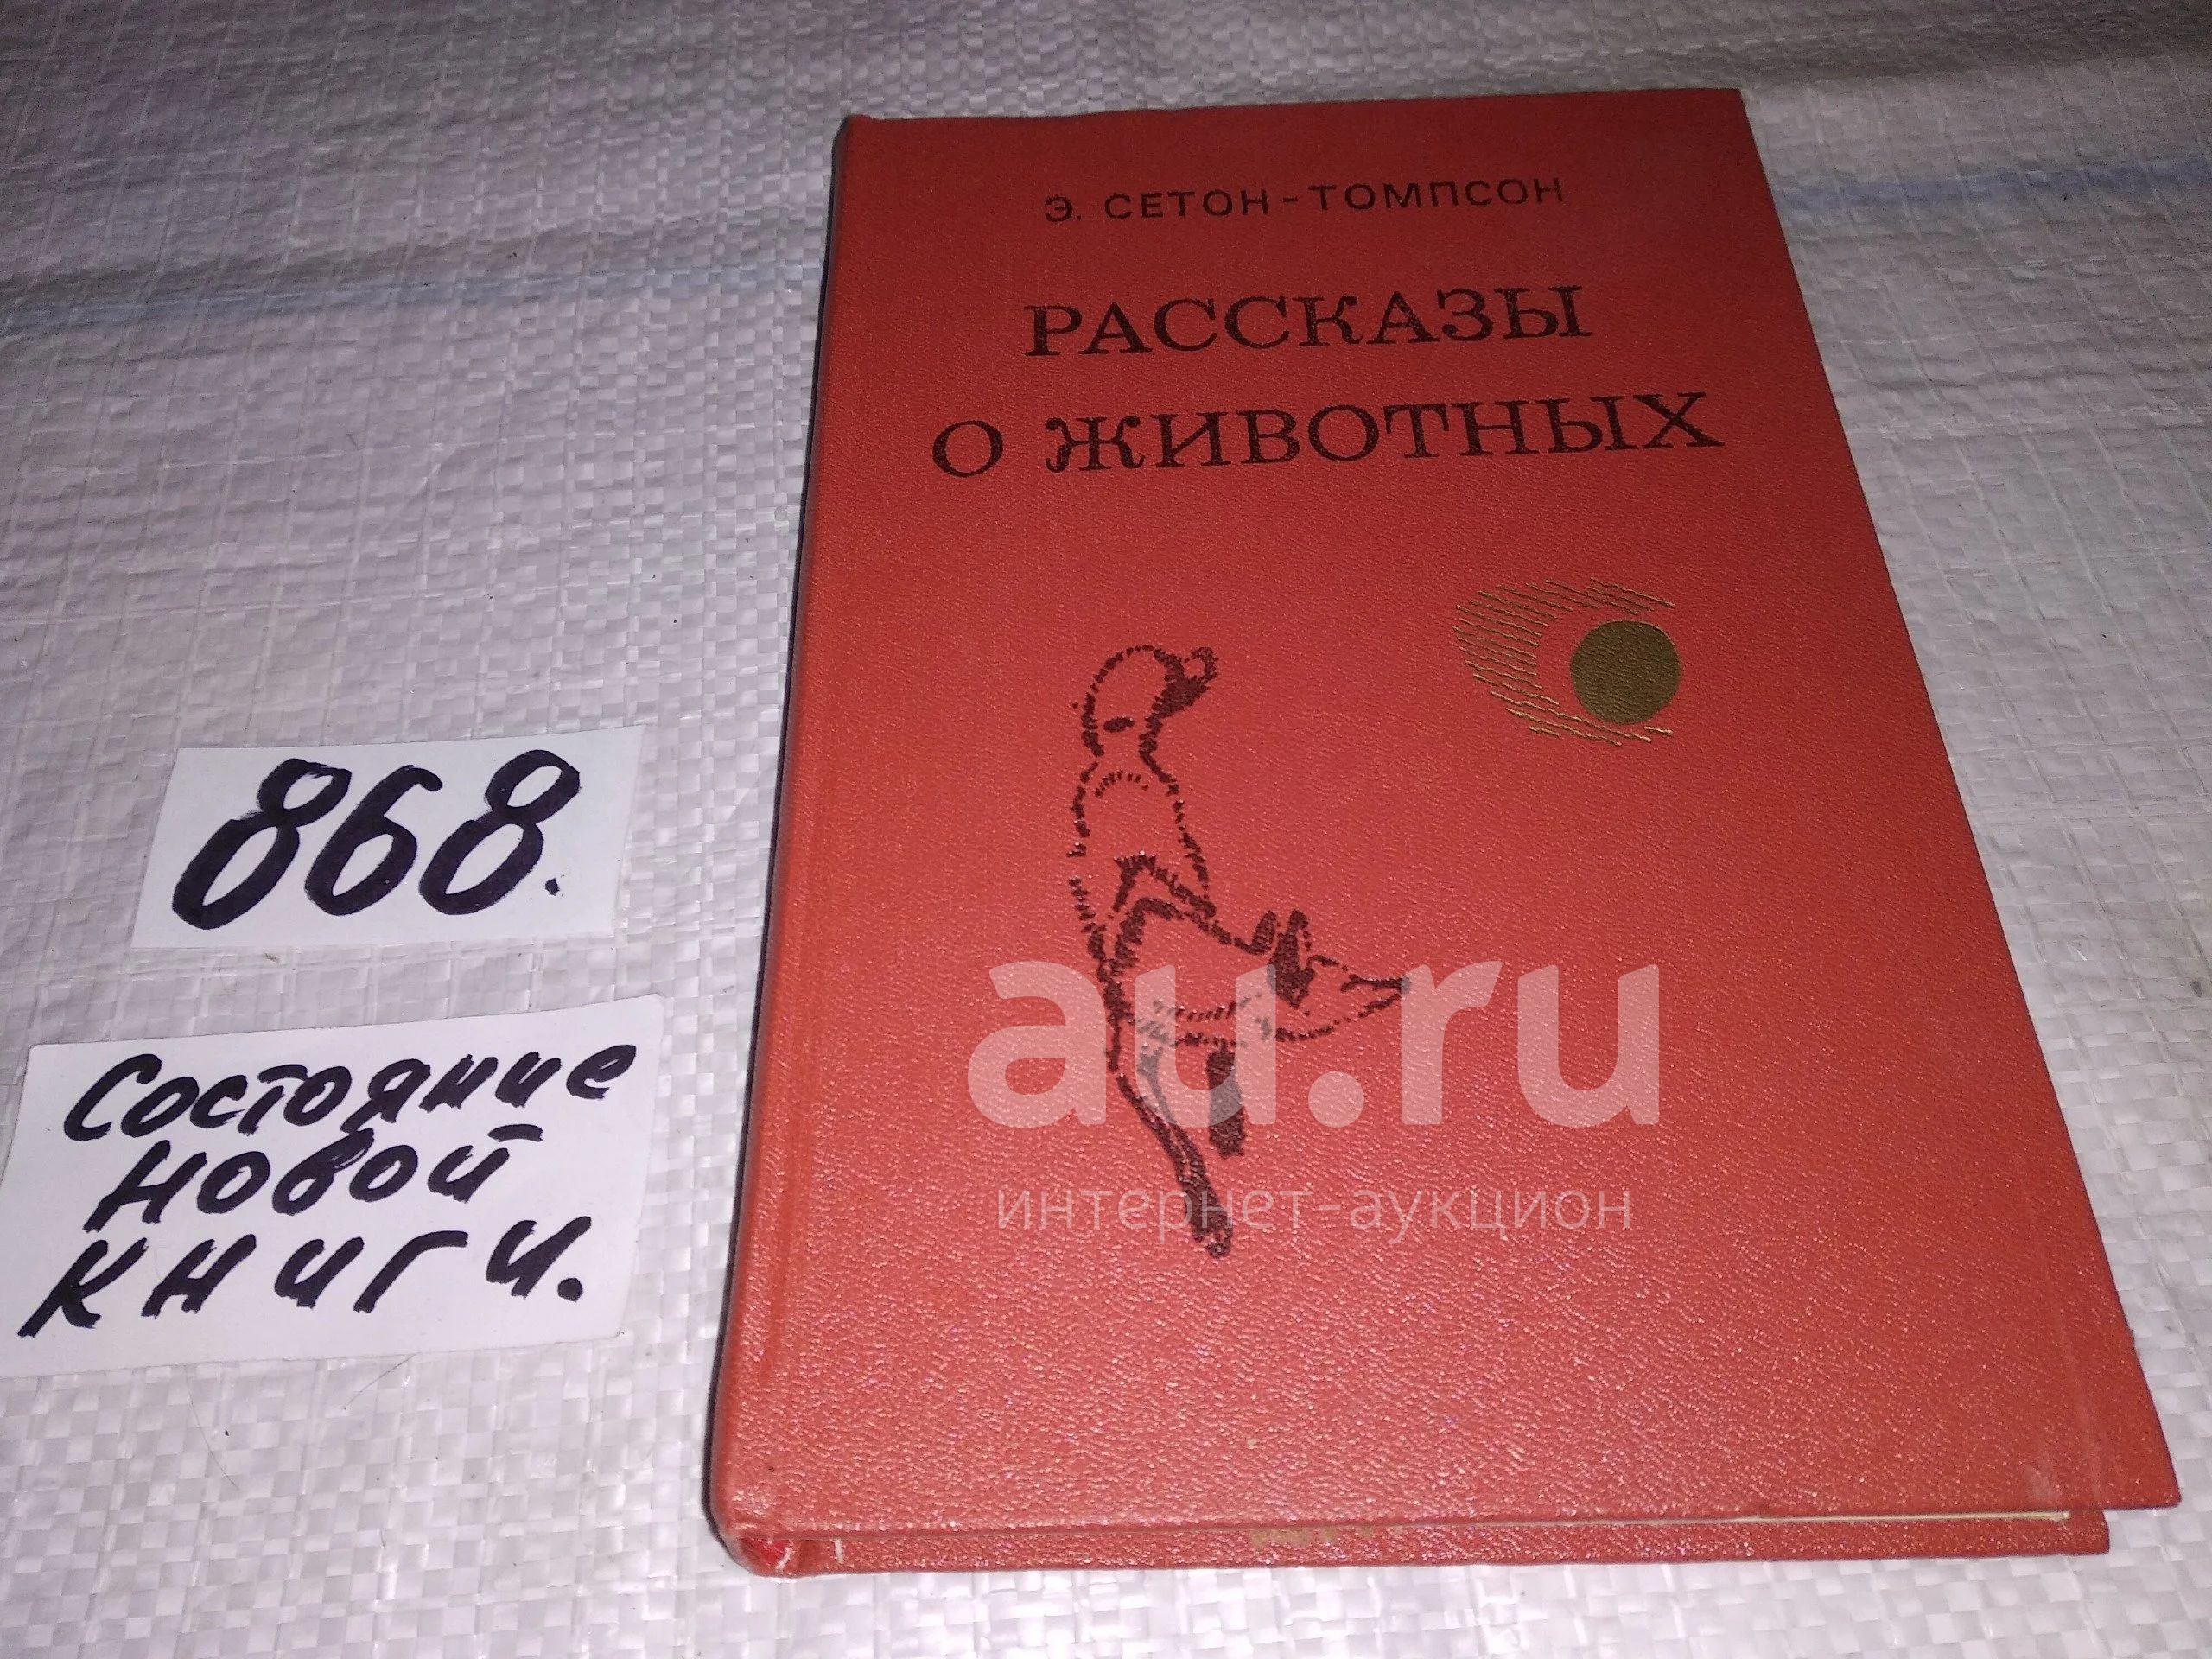 Э. СЕТОН-ТОМПСОН
РАССКАЗЫ
О ЖИВОТНЫХ
868.
Состояние
новой
книги.
au.ru
интернет-аукцион